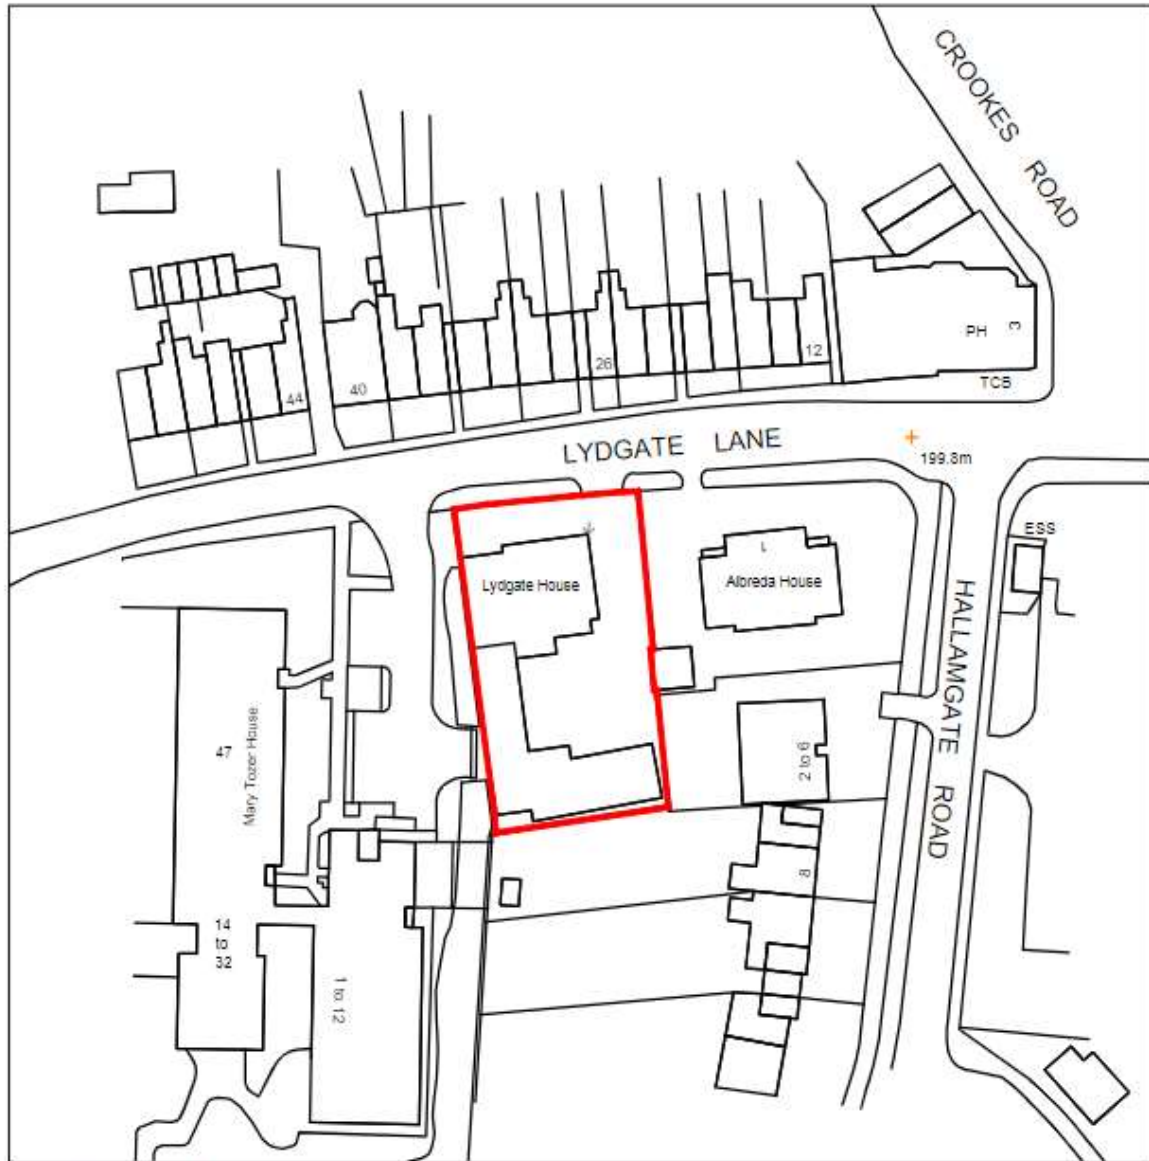 CROOKES ROAD
PH
3
TCB
12
26
40
44
LYDGATE LANE
199.8m
ESS
1
Lydgate House
Albreda House
HALLAMGATE ROAD
47
Mary Tozer House
2 to 6
8
14
to
32
1 to 12